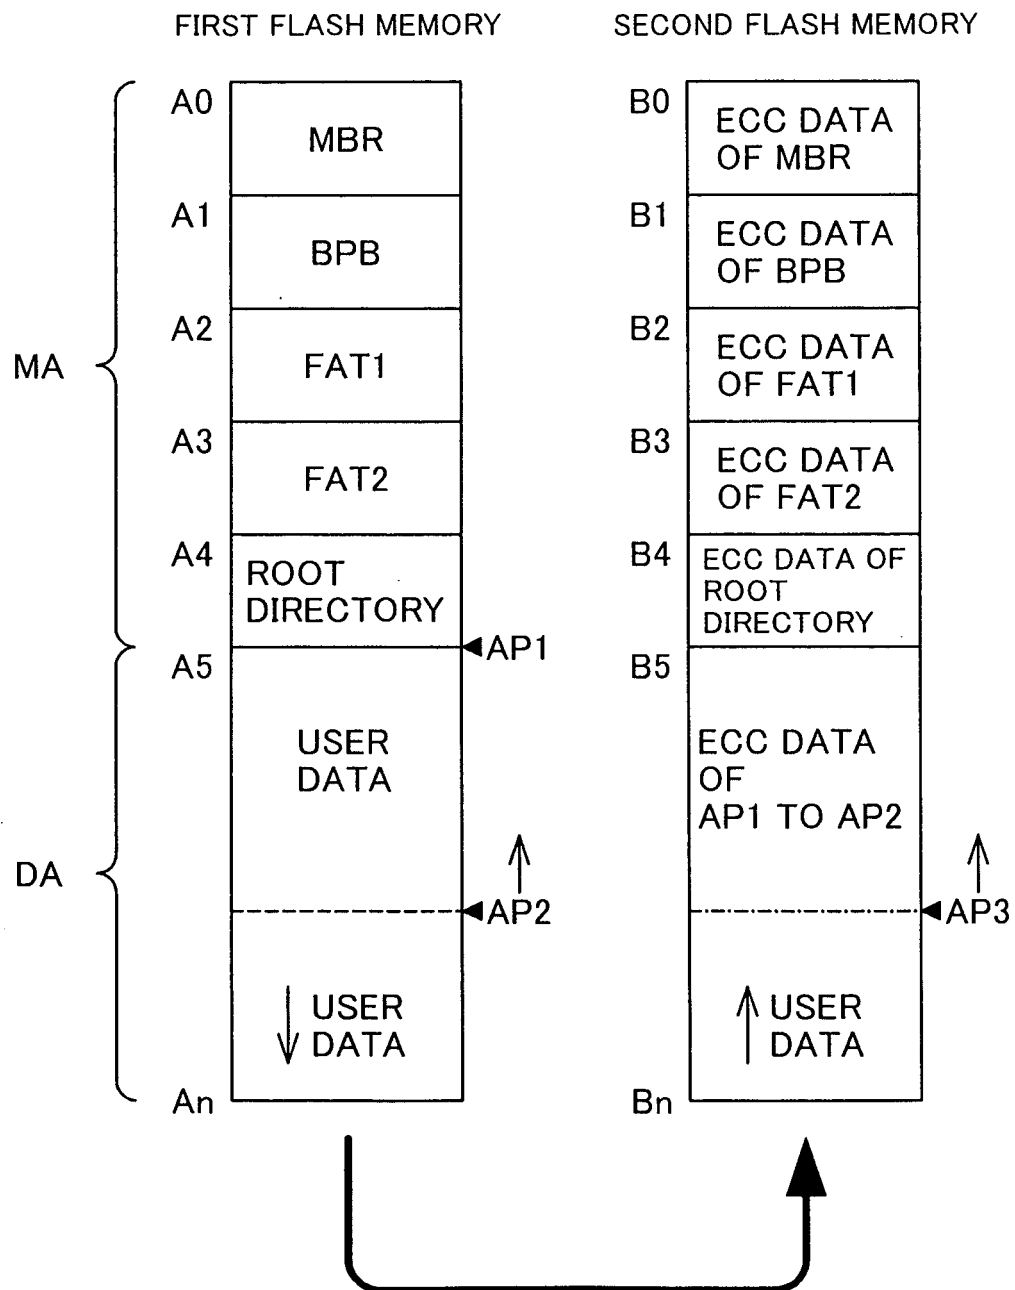 FIRST FLASH MEMORY
SECOND FLASH MEMORY
A0
MBR
A1
BPB
A2
FAT1
A3
FAT2
A4
ROOT
DIRECTORY
AP1
A5
USER
DATA
AP2
USER
DATA
An
MA
DA
B0
ECC DATA
OF MBR
B1
ECC DATA
OF BPB
B2
ECC DATA
OF FAT1
B3
ECC DATA
OF FAT2
B4
ECC DATA OF
ROOT
DIRECTORY
B5
ECC DATA
OF
AP1 TO AP2
AP3
USER
DATA
Bn